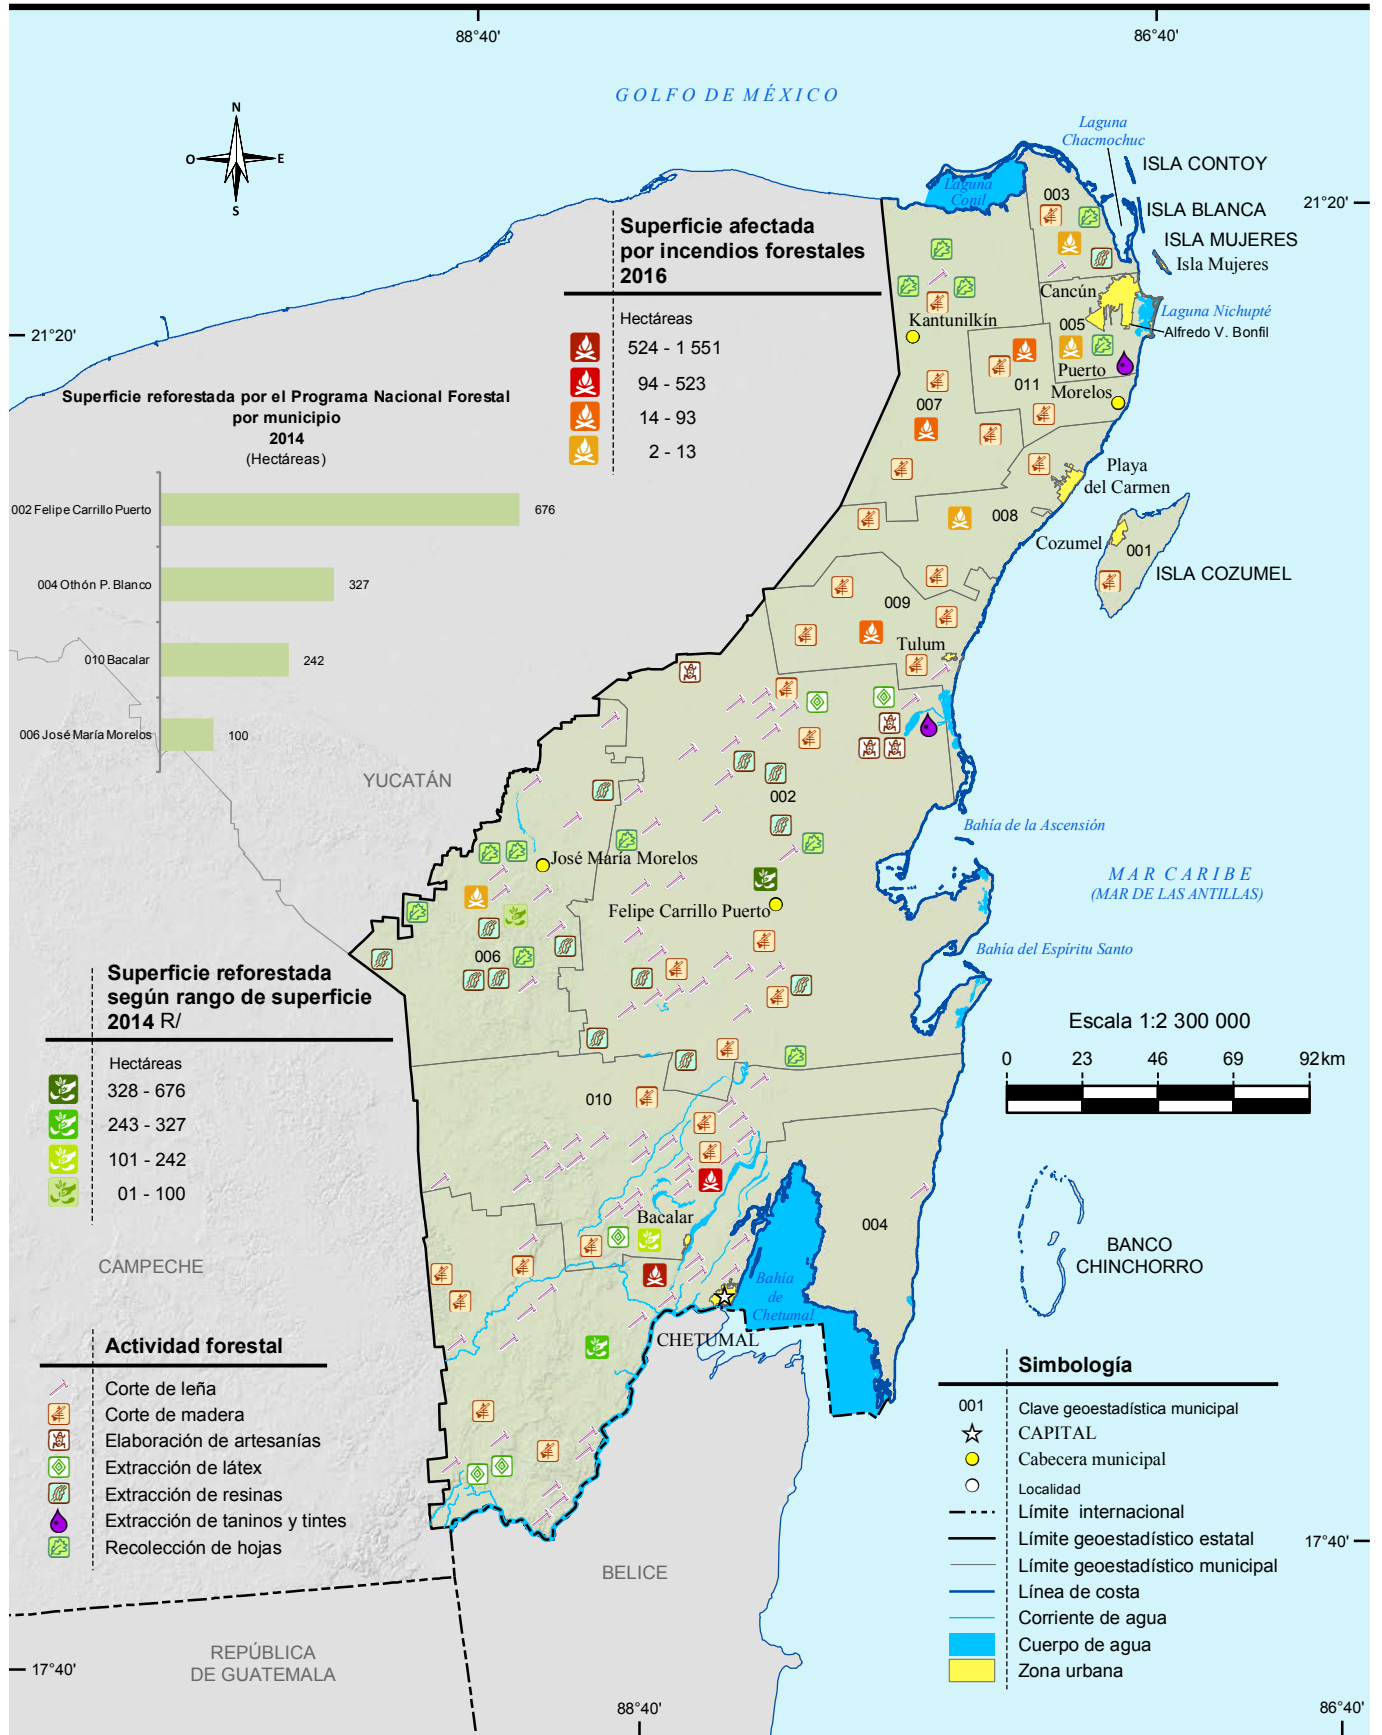 88°40'
86°40'
GOLFO DE MÉXICO
N
O
E
S
Laguna
Chacmochuc
ISLA CONTOY
Laguna
Conil
003
21°20'
ISLA BLANCA
ISLA MUJERES
Isla Mujeres
Superficie afectada
por incendios forestales
2016
Hectáreas
524 - 1 551
94 - 523
14 - 93
2 - 13
Cancún
Laguna Nichupté
005
Alfredo V. Bonfil
Kantunilkín
21°20'
Puerto
Morelos
011
007
Superficie reforestada por el Programa Nacional Forestal
por municipio
2014
(Hectáreas)
002 Felipe Carrillo Puerto
676
004 Othón P. Blanco
327
010 Bacalar
242
006 José María Morelos
100
Playa
del Carmen
008
Cozumel
001
ISLA COZUMEL
009
Tulum
YUCATÁN
002
Bahía de la Ascensión
José María Morelos
MAR CARIBE
(MAR DE LAS ANTILLAS)
Felipe Carrillo Puerto
Bahía del Espíritu Santo
006
Superficie reforestada
según rango de superficie
2014 R/
Hectáreas
328 - 676
243 - 327
101 - 242
01 - 100
Escala 1:2 300 000
0
23
46
69
92 km
010
Bacalar
004
BANCO
CHINCHORRO
CAMPECHE
Bahía
de
Chetumal
CHETUMAL
Actividad forestal
Corte de leña
Corte de madera
Elaboración de artesanías
Extracción de látex
Extracción de resinas
Extracción de taninos y tintes
Recolección de hojas
Simbología
001
Clave geoestadística municipal
CAPITAL
Cabecera municipal
Localidad
Límite internacional
Límite geoestadístico estatal
Límite geoestadístico municipal
Línea de costa
Corriente de agua
Cuerpo de agua
Zona urbana
17°40'
BELICE
REPÚBLICA
DE GUATEMALA
17°40'
88°40'
86°40'